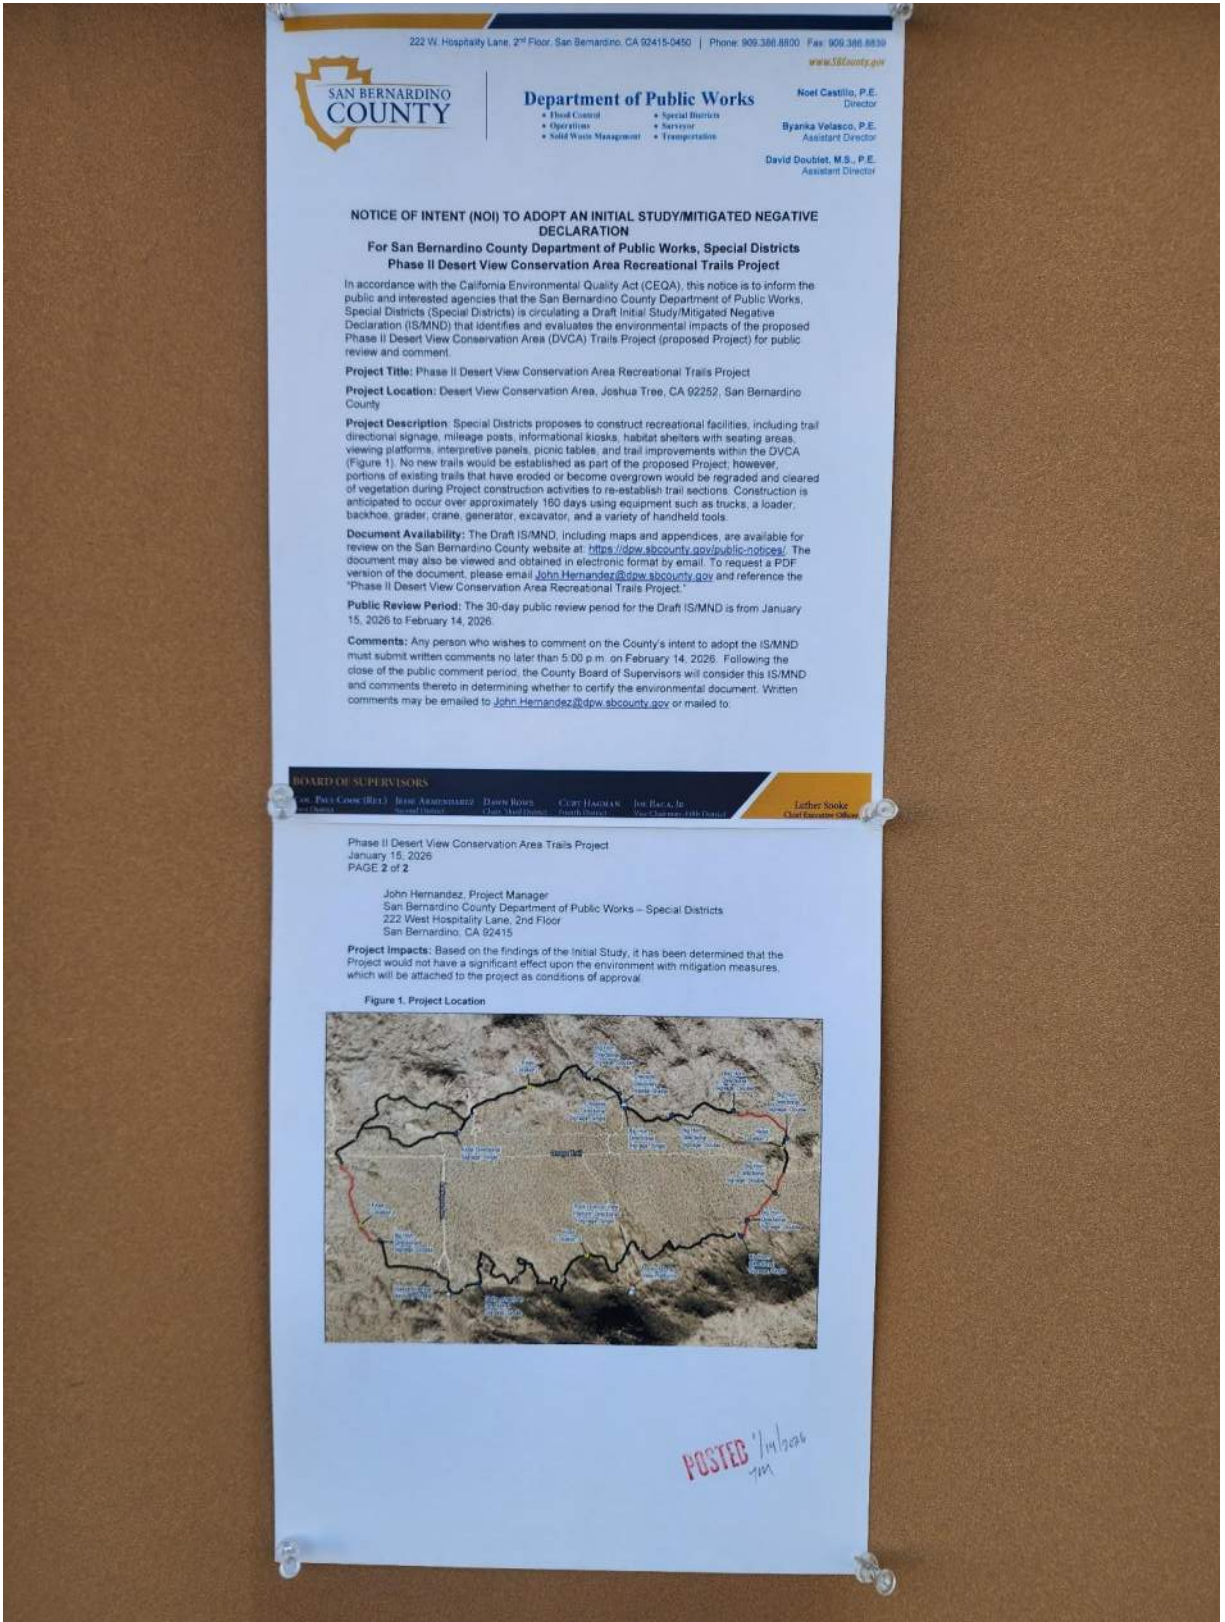 222 W. Hospitality Lane, 2nd Floor, San Bernardino, CA 92415-0450 | Phone: 909.386.8800 Fax: 909.386.8839
www.SBCounty.gov
SAN BERNARDINO
COUNTY
Department of Public Works
• Flood Control
• Operations
• Solid Waste Management
• Special Districts
• Surveyor
• Transportation
Noel Castillo, P.E.
Director
Byanka Velasco, P.E.
Assistant Director
David Doublet, M.S., P.E.
Assistant Director
NOTICE OF INTENT (NOI) TO ADOPT AN INITIAL STUDY/MITIGATED NEGATIVE
DECLARATION
For San Bernardino County Department of Public Works, Special Districts
Phase II Desert View Conservation Area Recreational Trails Project
In accordance with the California Environmental Quality Act (CEQA), this notice is to inform the
public and interested agencies that the San Bernardino County Department of Public Works,
Special Districts (Special Districts) is circulating a Draft Initial Study/Mitigated Negative
Declaration (IS/MND) that identifies and evaluates the environmental impacts of the proposed
Phase II Desert View Conservation Area (DVCA) Trails Project (proposed Project) for public
review and comment.
Project Title: Phase II Desert View Conservation Area Recreational Trails Project
Project Location: Desert View Conservation Area, Joshua Tree, CA 92252, San Bernardino
County
Project Description: Special Districts proposes to construct recreational facilities, including trail
directional signage, mileage posts, informational kiosks, habitat shelters with seating areas,
viewing platforms, interpretive panels, picnic tables, and trail improvements within the DVCA
(Figure 1). No new trails would be established as part of the proposed Project; however,
portions of existing trails that have eroded or become overgrown would be regraded and cleared
of vegetation during Project construction activities to re-establish trail sections. Construction is
anticipated to occur over approximately 160 days using equipment such as trucks, a loader,
backhoe, grader, crane, generator, excavator, and a variety of handheld tools.
Document Availability: The Draft IS/MND, including maps and appendices, are available for
review on the San Bernardino County website at: https://dpw.sbcounty.gov/public-notices/. The
document may also be viewed and obtained in electronic format by email. To request a PDF
version of the document, please email John.Hernandez@dpw.sbcounty.gov and reference the
"Phase II Desert View Conservation Area Recreational Trails Project."
Public Review Period: The 30-day public review period for the Draft IS/MND is from January
15, 2026 to February 14, 2026.
Comments: Any person who wishes to comment on the County's intent to adopt the IS/MND
must submit written comments no later than 5:00 p.m. on February 14, 2026. Following the
close of the public comment period, the County Board of Supervisors will consider this IS/MND
and comments thereto in determining whether to certify the environmental document. Written
comments may be emailed to John.Hernandez@dpw.sbcounty.gov or mailed to:
BOARD OF SUPERVISORS
Paul Cook (Ret.) Jesse Armendarez Dawn Rowe Curt Hagman Joe Baca, Jr.
District Second District Chair, Third District Fourth District Vice Chairman, Fifth District
Luther Snoke
Chief Executive Officer
Phase II Desert View Conservation Area Trails Project
January 15, 2026
PAGE 2 of 2
John Hernandez, Project Manager
San Bernardino County Department of Public Works – Special Districts
222 West Hospitality Lane, 2nd Floor
San Bernardino, CA 92415
Project Impacts: Based on the findings of the Initial Study, it has been determined that the
Project would not have a significant effect upon the environment with mitigation measures,
which will be attached to the project as conditions of approval.
Figure 1. Project Location
POSTED 1/14/2026